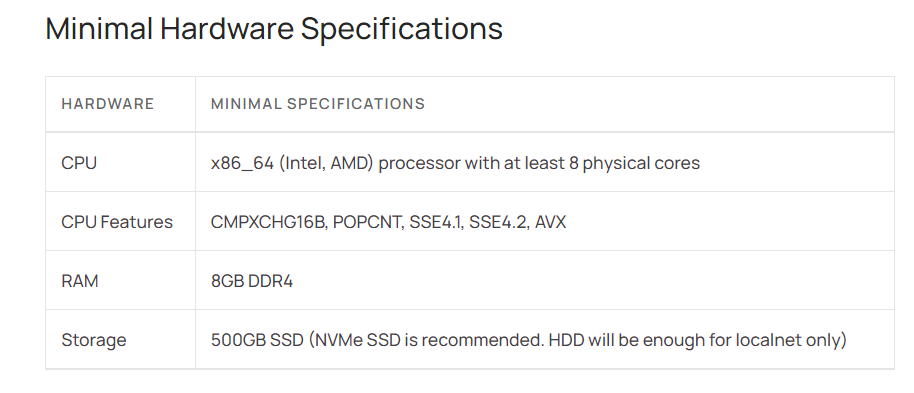 Minimal Hardware Specifications
HARDWARE MINIMAL SPECIFICATIONS
CPU x86_64 (Intel, AMD) processor with at least 8 physical cores
CPU Features CMPXCHG16B, POPCNT, SSE4.1, SSE4.2, AVX
RAM 8GB DDR4
Storage 500GB SSD (NVMe SSD is recommended. HDD will be enough for localnet only)